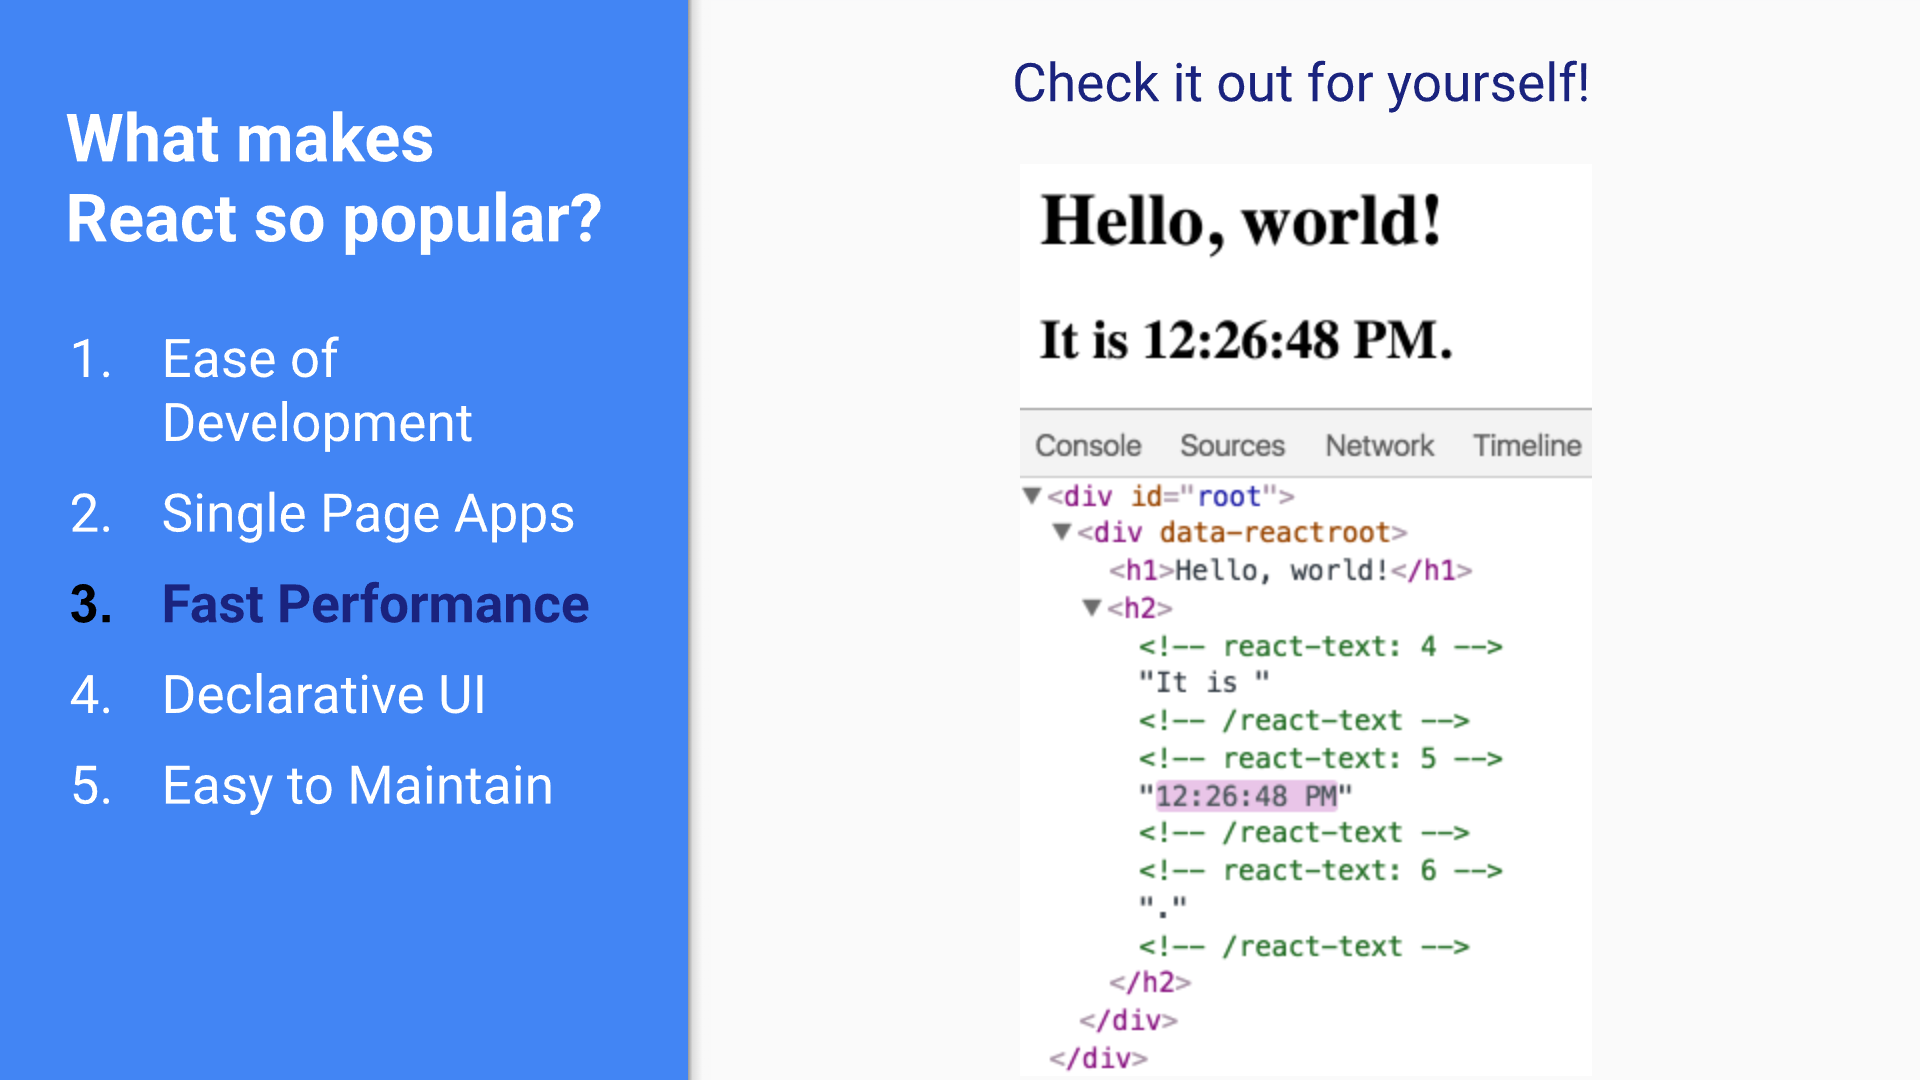 What makes
React so popular?
1. Ease of
Development
2. Single Page Apps
3. Fast Performance
4. Declarative UI
5. Easy to Maintain
Check it out for yourself!
Hello, world!
It is 12:26:48 PM.
Console Sources Network Timeline
▼<div id="root">
▼<div data-reactroot>
<h1>Hello, world!</h1>
▼<h2>
<!-- react-text: 4 -->
"It is "
<!-- /react-text -->
<!-- react-text: 5 -->
"12:26:48 PM"
<!-- /react-text -->
<!-- react-text: 6 -->
"."
<!-- /react-text -->
</h2>
</div>
</div>